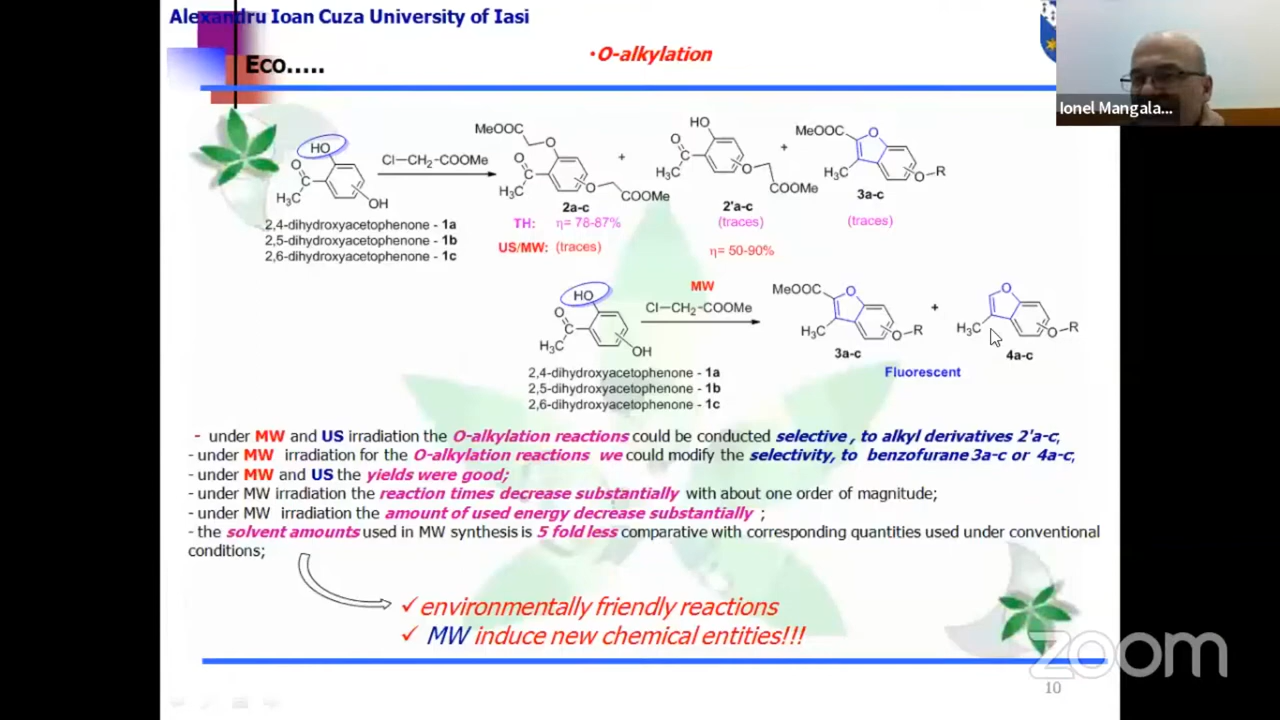 Alexandru Ioan Cuza University of Iasi
Eco.....
•O-alkylation
Ionel Mangala...
HO
O
H₃C
OH
Cl—CH₂-COOMe
MeOOC
O
O
H₃C
O
COOMe
2a-c
+
HO
O
H₃C
O
COOMe
2'a-c
+
MeOOC
O
H₃C
O-R
3a-c
2,4-dihydroxyacetophenone - 1a
2,5-dihydroxyacetophenone - 1b
2,6-dihydroxyacetophenone - 1c
TH: η= 78-87%
(traces)
(traces)
US/MW: (traces)
η= 50-90%
HO
O
H₃C
OH
MW
Cl—CH₂-COOMe
MeOOC
O
H₃C
O-R
3a-c
+
O
H₃C
O-R
4a-c
Fluorescent
2,4-dihydroxyacetophenone - 1a
2,5-dihydroxyacetophenone - 1b
2,6-dihydroxyacetophenone - 1c
- under MW and US irradiation the O-alkylation reactions could be conducted selective , to alkyl derivatives 2'a-c,
- under MW irradiation for the O-alkylation reactions we could modify the selectivity, to benzofurane 3a-c or 4a-c,
- under MW and US the yields were good;
- under MW irradiation the reaction times decrease substantially with about one order of magnitude;
- under MW irradiation the amount of used energy decrease substantially ;
- the solvent amounts used in MW synthesis is 5 fold less comparative with corresponding quantities used under conventional
conditions;
✓ environmentally friendly reactions
✓ MW induce new chemical entities!!!
zoom
10